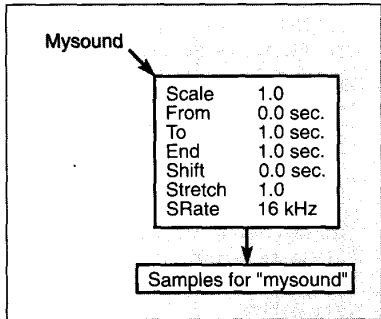 Mysound
Scale 1.0
From 0.0 sec.
To 1.0 sec.
End 1.0 sec.
Shift 0.0 sec.
Stretch 1.0
SRate 16 kHz
Samples for "mysound"